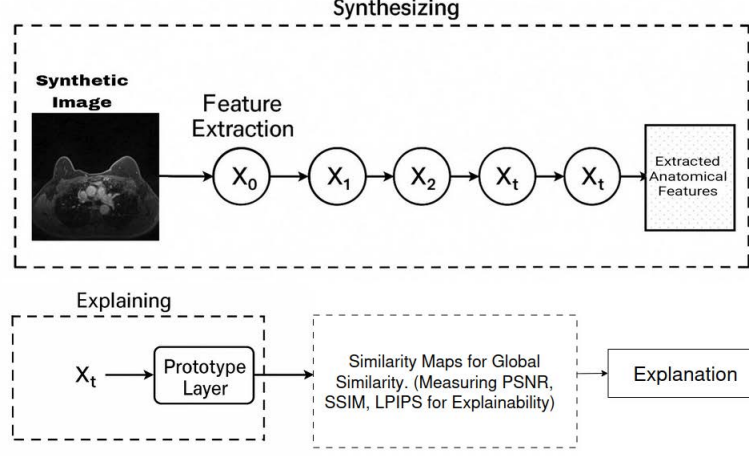 Synthesizing
Synthetic
Image
Feature
Extraction
X0
X1
X2
Xt
Xt
Extracted
Anatomical
Features
Explaining
Xt
Prototype
Layer
Similarity Maps for Global
Similarity. (Measuring PSNR,
SSIM, LPIPS for Explainability)
Explanation